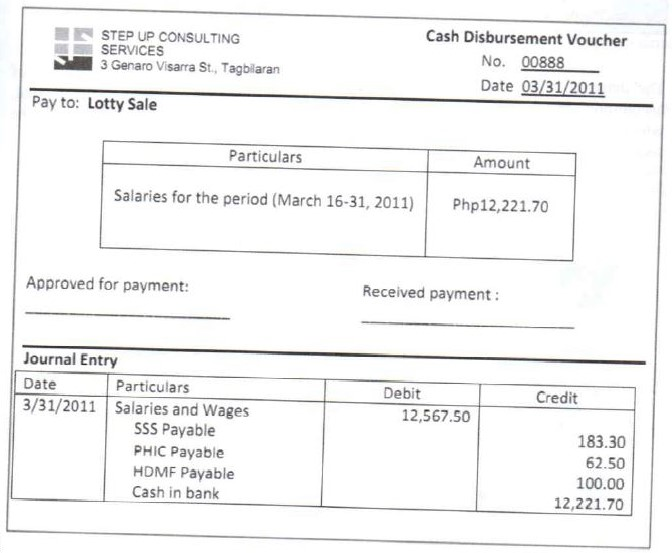 STEP UP CONSULTING
SERVICES
3 Genaro Visarra St., Tagbilaran
Cash Disbursement Voucher
No. 00888
Date 03/31/2011
Pay to: Lotty Sale
Particulars Amount
Salaries for the period (March 16-31, 2011) Php12,221.70
Approved for payment: Received payment :
Journal Entry
Date Particulars Debit Credit
3/31/2011 Salaries and Wages 12,567.50
SSS Payable 183.30
PHIC Payable 62.50
HDMF Payable 100.00
Cash in bank 12,221.70